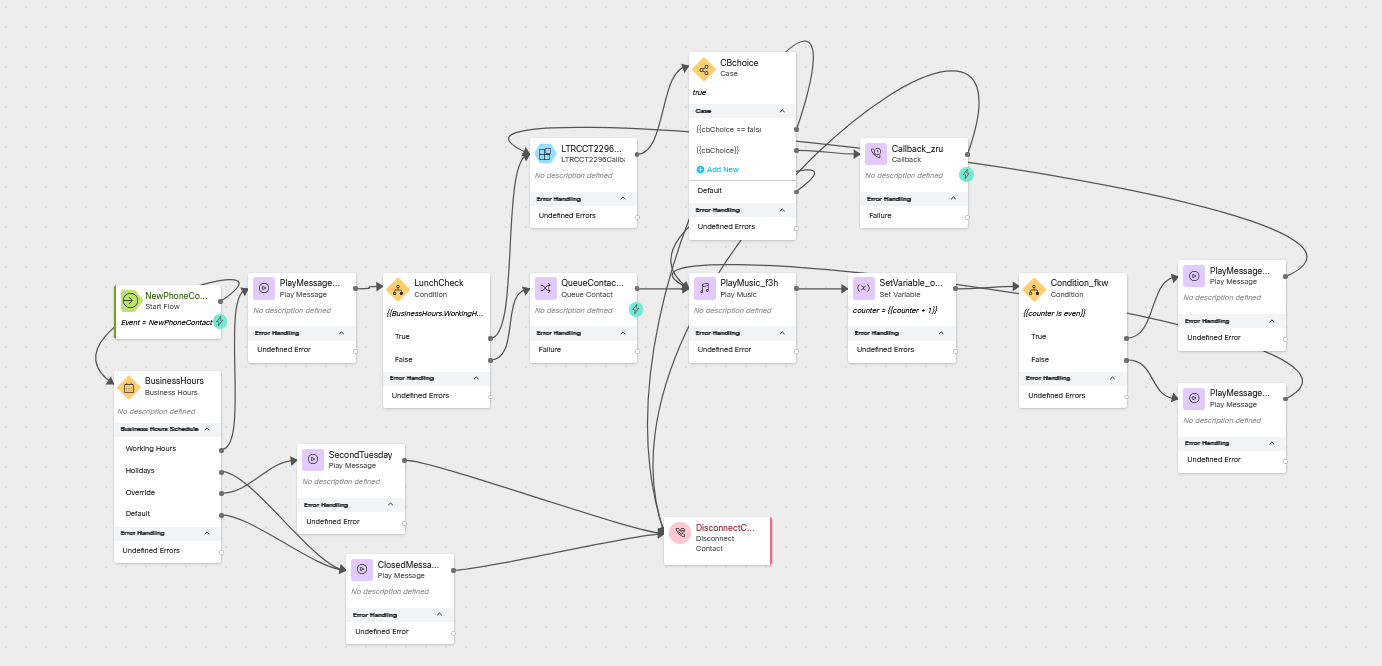 CBchoice
Case
true
Case
{{cbChoice == false
{{cbChoice}}
Add New
Default
Error Handling
Undefined Errors
LTRCCT2296...
LTRCCT2296Callba
No description defined
Error Handling
Undefined Errors
Callback_zru
Callback
No description defined
Error Handling
Failure
NewPhoneCo...
Start Flow
Event = NewPhoneContact
PlayMessage...
Play Message
No description defined
Error Handling
Undefined Error
LunchCheck
Condition
{{BusinessHours.WorkingH...
True
False
Error Handling
Undefined Errors
QueueContac...
Queue Contact
No description defined
Error Handling
Failure
PlayMusic_f3h
Play Music
No description defined
Error Handling
Undefined Error
SetVariable_o...
Set Variable
counter = {{counter + 1}}
Error Handling
Undefined Errors
Condition_fkw
Condition
{{counter is even}}
True
False
Error Handling
Undefined Errors
PlayMessage...
Play Message
No description defined
Error Handling
Undefined Error
PlayMessage...
Play Message
No description defined
Error Handling
Undefined Error
BusinessHours
Business Hours
No description defined
Business Hours Schedule
Working Hours
Holidays
Override
Default
Error Handling
Undefined Errors
SecondTuesday
Play Message
No description defined
Error Handling
Undefined Error
ClosedMessa...
Play Message
No description defined
Error Handling
Undefined Error
DisconnectC...
Disconnect
Contact